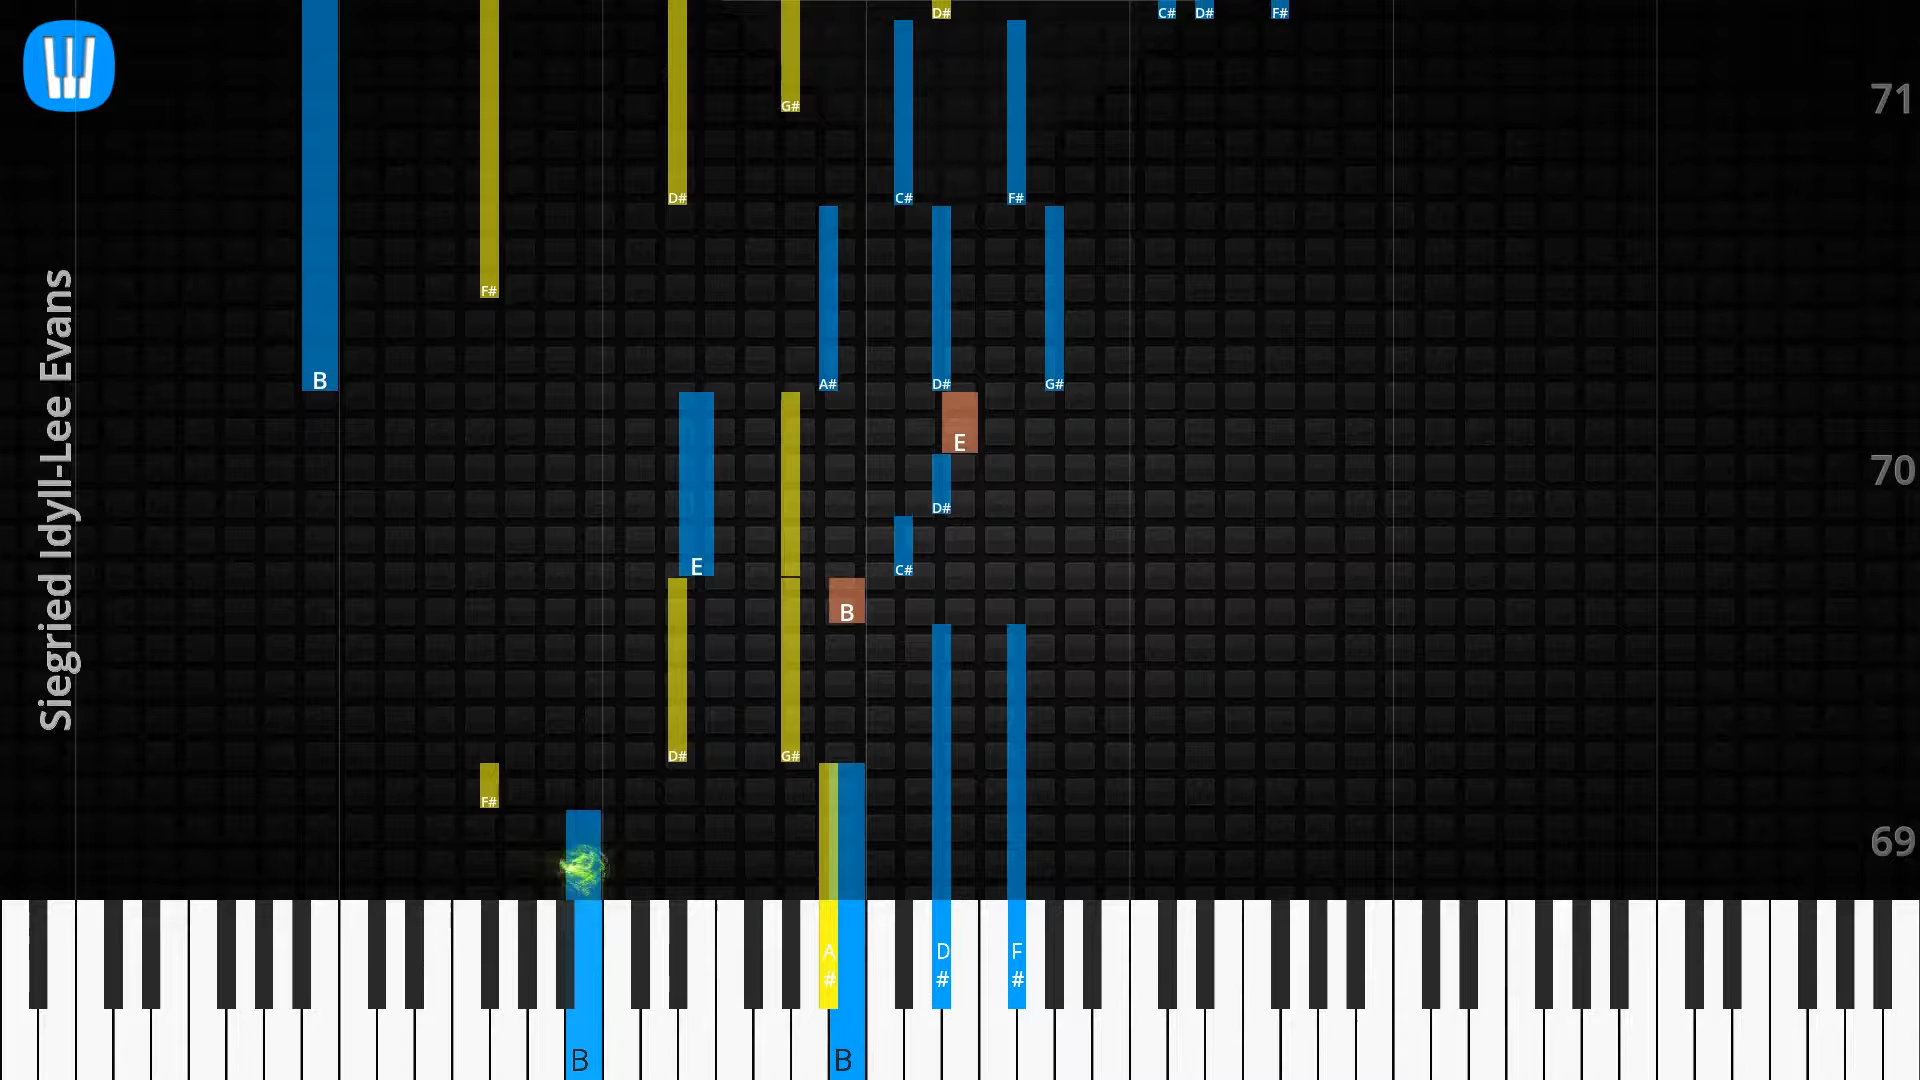 D#
C# D# F#
71
G#
D#
C#
F#
F#
B
A#
D#
G#
E
70
D#
E
C#
B
D#
G#
F#
69
A
#
D
#
F
#
B
B
Siegried Idyll-Lee Evans